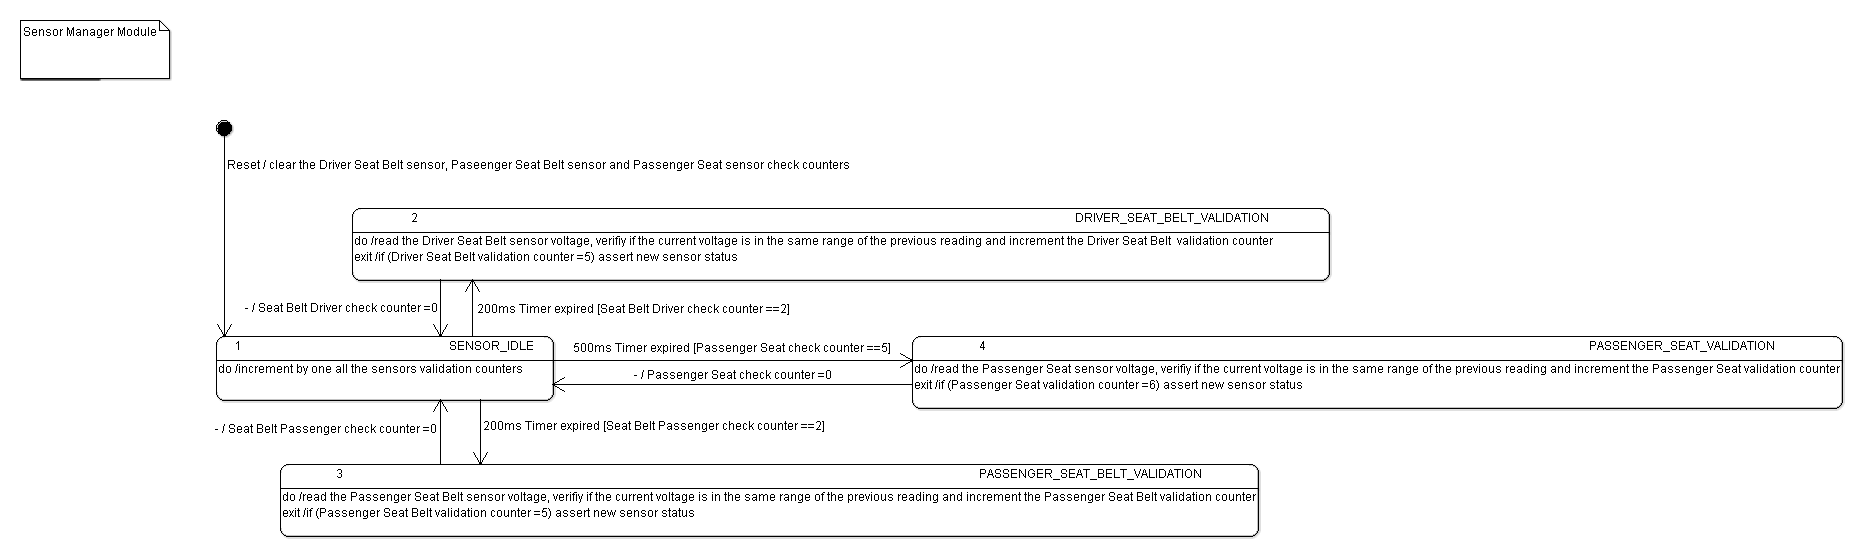 Sensor Manager Module
Reset / clear the Driver Seat Belt sensor, Paseenger Seat Belt sensor and Passenger Seat sensor check counters
2 DRIVER_SEAT_BELT_VALIDATION
do /read the Driver Seat Belt sensor voltage, verifiy if the current voltage is in the same range of the previous reading and increment the Driver Seat Belt validation counter
exit /if (Driver Seat Belt validation counter =5) assert new sensor status
- / Seat Belt Driver check counter =0
200ms Timer expired [Seat Belt Driver check counter ==2]
1 SENSOR_IDLE
do /increment by one all the sensors validation counters
500ms Timer expired [Passenger Seat check counter ==5]
- / Passenger Seat check counter =0
4 PASSENGER_SEAT_VALIDATION
do /read the Passenger Seat sensor voltage, verifiy if the current voltage is in the same range of the previous reading and increment the Passenger Seat validation counter
exit /if (Passenger Seat validation counter =6) assert new sensor status
- / Seat Belt Passenger check counter =0
200ms Timer expired [Seat Belt Passenger check counter ==2]
3 PASSENGER_SEAT_BELT_VALIDATION
do /read the Passenger Seat Belt sensor voltage, verifiy if the current voltage is in the same range of the previous reading and increment the Passenger Seat Belt validation counter
exit /if (Passenger Seat Belt validation counter =5) assert new sensor status